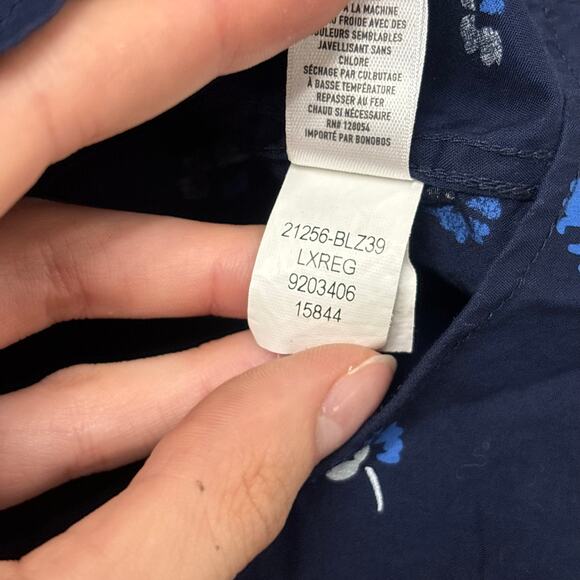 À LA MACHINE
FROIDE AVEC DES
COULEURS SEMBLABLES
JAVELLISANT SANS
CHLORE
SÉCHAGE PAR CULBUTAGE
À BASSE TEMPÉRATURE
REPASSER AU FER
CHAUD SI NÉCESSAIRE
RN# 128054
IMPORTÉ PAR BONOBOS
21256-BLZ39
LXREG
9203406
15844